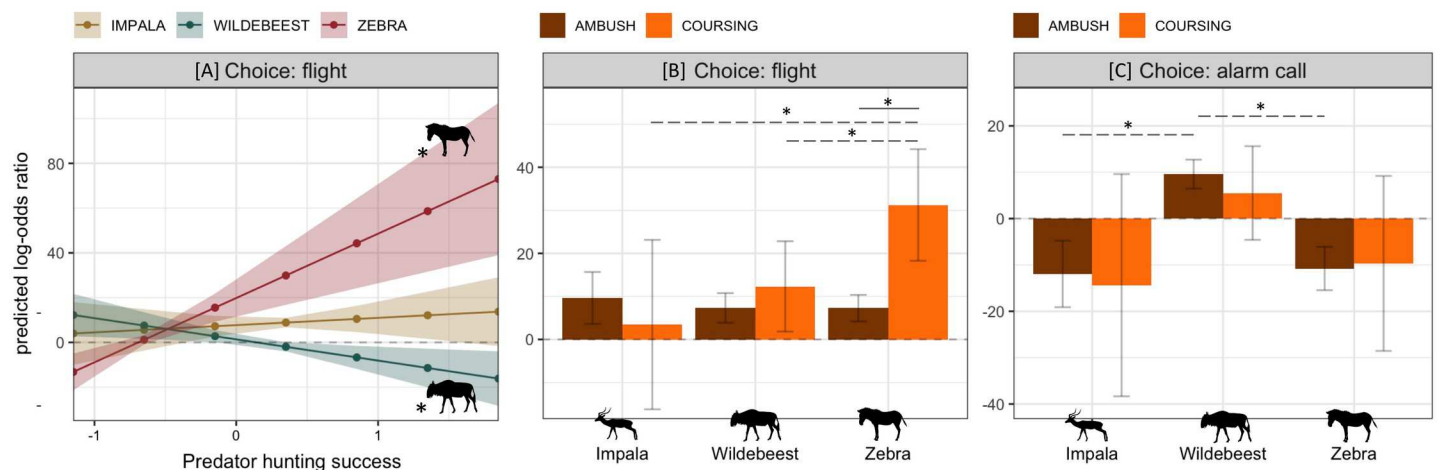 IMPALA WILDEBEEST ZEBRA
AMBUSH COURSING
AMBUSH COURSING
[A] Choice: flight
[B] Choice: flight
[C] Choice: alarm call
predicted log-odds ratio
80
40
0
-
-
*
*
-1 0 1
Predator hunting success
40
20
0
*
*
*
Impala Wildebeest Zebra
20
0
-20
-40
*
*
Impala Wildebeest Zebra